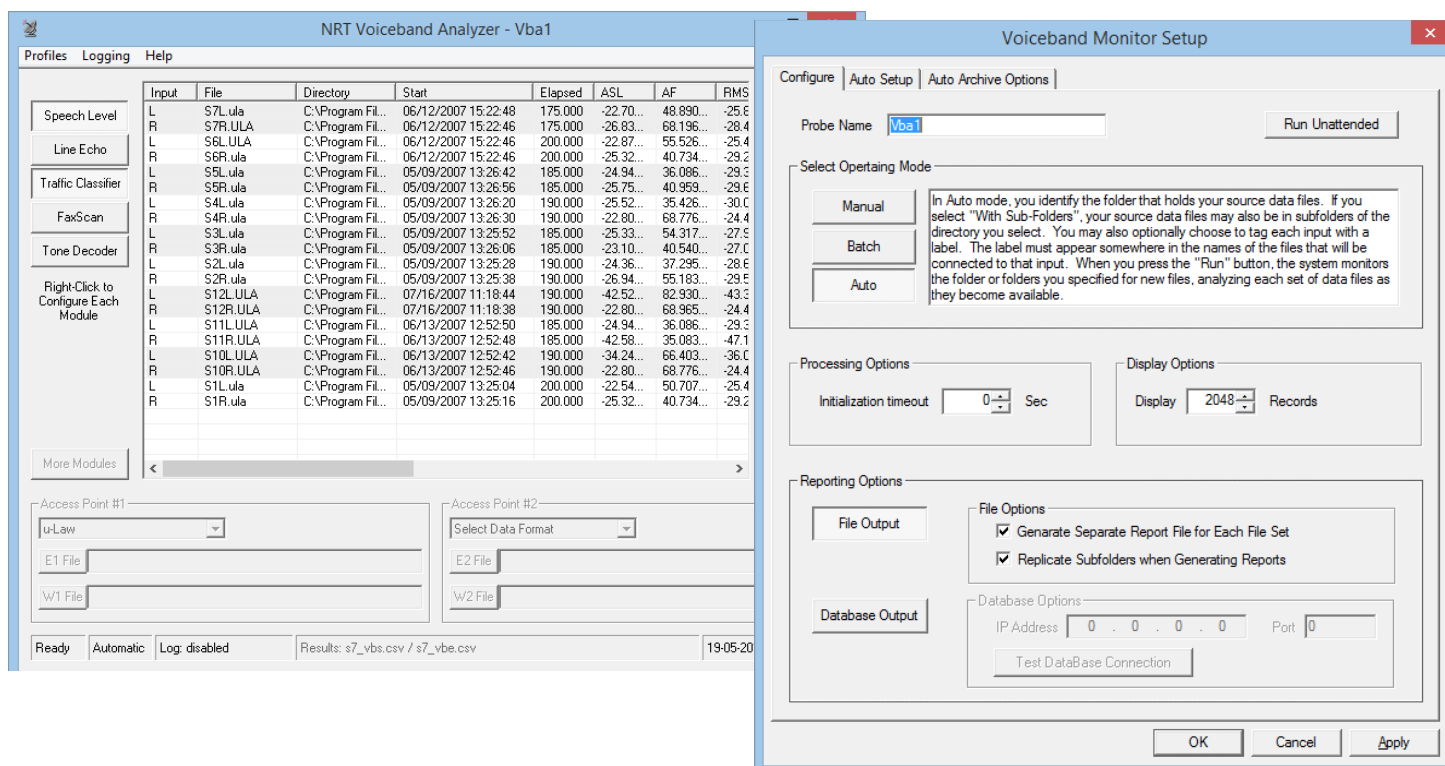 NRT Voiceband Analyzer - Vba1
Profiles Logging Help
Speech Level
Line Echo
Traffic Classifier
FaxScan
Tone Decoder
Right-Click to
Configure Each
Module
More Modules
Input File Directory Start Elapsed ASL AF RMS
L S7L.ula C:\Program Fil... 06/12/2007 15:22:48 175.000 -22.70... 48.890... -25.8
R S7R.ULA C:\Program Fil... 06/12/2007 15:22:46 175.000 -26.83... 68.196... -28.4
L S6L.ULA C:\Program Fil... 06/12/2007 15:22:46 200.000 -22.87... 55.526... -25.4
R S6R.ula C:\Program Fil... 06/12/2007 15:22:46 200.000 -25.32... 40.734... -29.2
L S5L.ula C:\Program Fil... 05/09/2007 13:26:42 185.000 -24.94... 36.086... -29.3
R S5R.ula C:\Program Fil... 05/09/2007 13:26:56 185.000 -25.75... 40.959... -29.6
L S4L.ula C:\Program Fil... 05/09/2007 13:26:20 190.000 -25.52... 35.426... -30.0
R S4R.ula C:\Program Fil... 05/09/2007 13:26:30 190.000 -22.80... 68.776... -24.4
L S3L.ula C:\Program Fil... 05/09/2007 13:25:52 185.000 -25.33... 54.317... -27.9
R S3R.ula C:\Program Fil... 05/09/2007 13:26:06 185.000 -23.10... 40.540... -27.0
L S2L.ula C:\Program Fil... 05/09/2007 13:25:28 190.000 -24.36... 37.295... -28.6
R S2R.ula C:\Program Fil... 05/09/2007 13:25:38 190.000 -26.94... 55.183... -29.5
L S12L.ULA C:\Program Fil... 07/16/2007 11:18:44 190.000 -42.52... 82.930... -43.3
R S12R.ULA C:\Program Fil... 07/16/2007 11:18:38 190.000 -22.80... 68.965... -24.4
L S11L.ULA C:\Program Fil... 06/13/2007 12:52:50 185.000 -24.94... 36.086... -29.3
R S11R.ULA C:\Program Fil... 06/13/2007 12:52:48 185.000 -42.58... 35.083... -47.1
L S10L.ULA C:\Program Fil... 06/13/2007 12:52:42 190.000 -34.24... 66.403... -36.0
R S10R.ULA C:\Program Fil... 06/13/2007 12:52:46 190.000 -22.80... 68.776... -24.4
L S1L.ula C:\Program Fil... 05/09/2007 13:25:04 200.000 -22.54... 50.707... -25.4
R S1R.ula C:\Program Fil... 05/09/2007 13:25:16 200.000 -25.32... 40.734... -29.2
Access Point #1
u-Law
E1 File
W1 File
Access Point #2
Select Data Format
E2 File
W2 File
Ready Automatic Log: disabled Results: s7_vbs.csv / s7_vbe.csv 19-05-20
Voiceband Monitor Setup
Configure Auto Setup Auto Archive Options
Probe Name Vba1 Run Unattended
Select Opertaing Mode
Manual
Batch
Auto
In Auto mode, you identify the folder that holds your source data files. If you
select "With Sub-Folders", your source data files may also be in subfolders of the
directory you select. You may also optionally choose to tag each input with a
label. The label must appear somewhere in the names of the files that will be
connected to that input. When you press the "Run" button, the system monitors
the folder or folders you specified for new files, analyzing each set of data files as
they become available.
Processing Options
Initialization timeout 0 Sec
Display Options
Display 2048 Records
Reporting Options
File Output
Database Output
File Options
Genarate Separate Report File for Each File Set
Replicate Subfolders when Generating Reports
Database Options
IP Address 0 . 0 . 0 . 0 Port 0
Test DataBase Connection
OK Cancel Apply